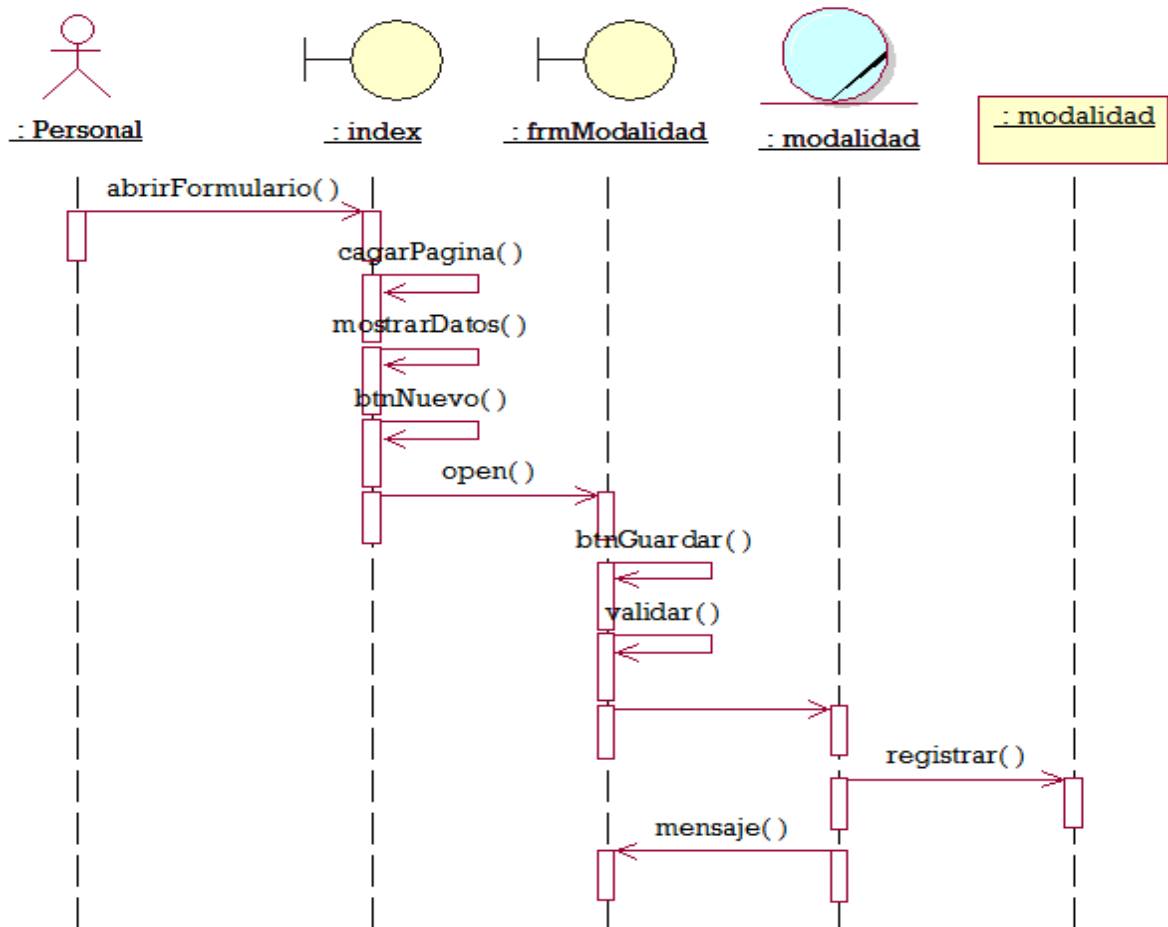 : Personal
: index
: frmModalidad
: modalidad
: modalidad
abrirFormulario( )
cagarPagina( )
mostrarDatos( )
btnNuevo( )
open( )
btnGuardar( )
validar( )
registrar( )
mensaje( )